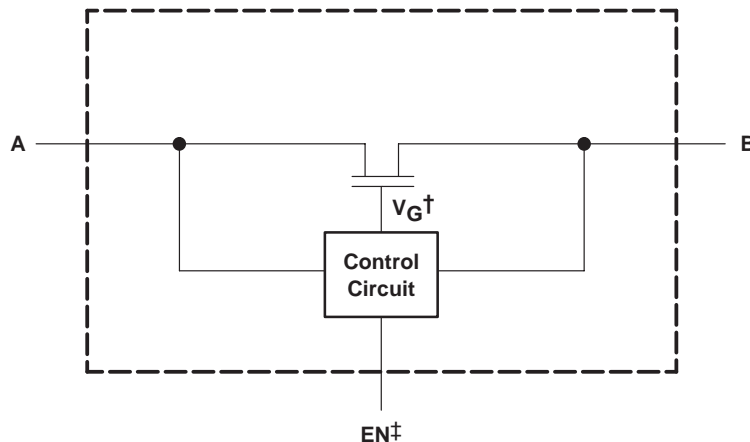 A
B
VG†
Control
Circuit
EN‡